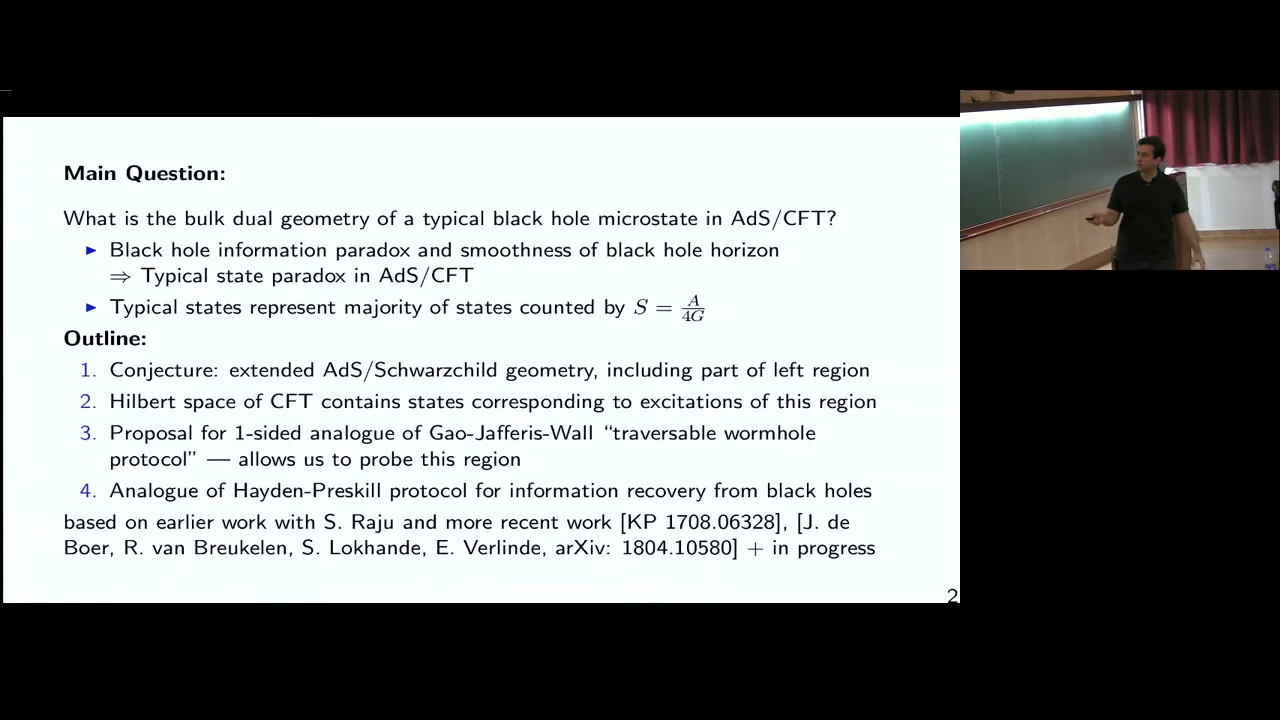 Main Question:
What is the bulk dual geometry of a typical black hole microstate in AdS/CFT?
► Black hole information paradox and smoothness of black hole horizon
⇒ Typical state paradox in AdS/CFT
► Typical states represent majority of states counted by S = A/4G
Outline:
1. Conjecture: extended AdS/Schwarzchild geometry, including part of left region
2. Hilbert space of CFT contains states corresponding to excitations of this region
3. Proposal for 1-sided analogue of Gao-Jafferis-Wall “traversable wormhole
protocol” — allows us to probe this region
4. Analogue of Hayden-Preskill protocol for information recovery from black holes
based on earlier work with S. Raju and more recent work [KP 1708.06328], [J. de
Boer, R. van Breukelen, S. Lokhande, E. Verlinde, arXiv: 1804.10580] + in progress
2